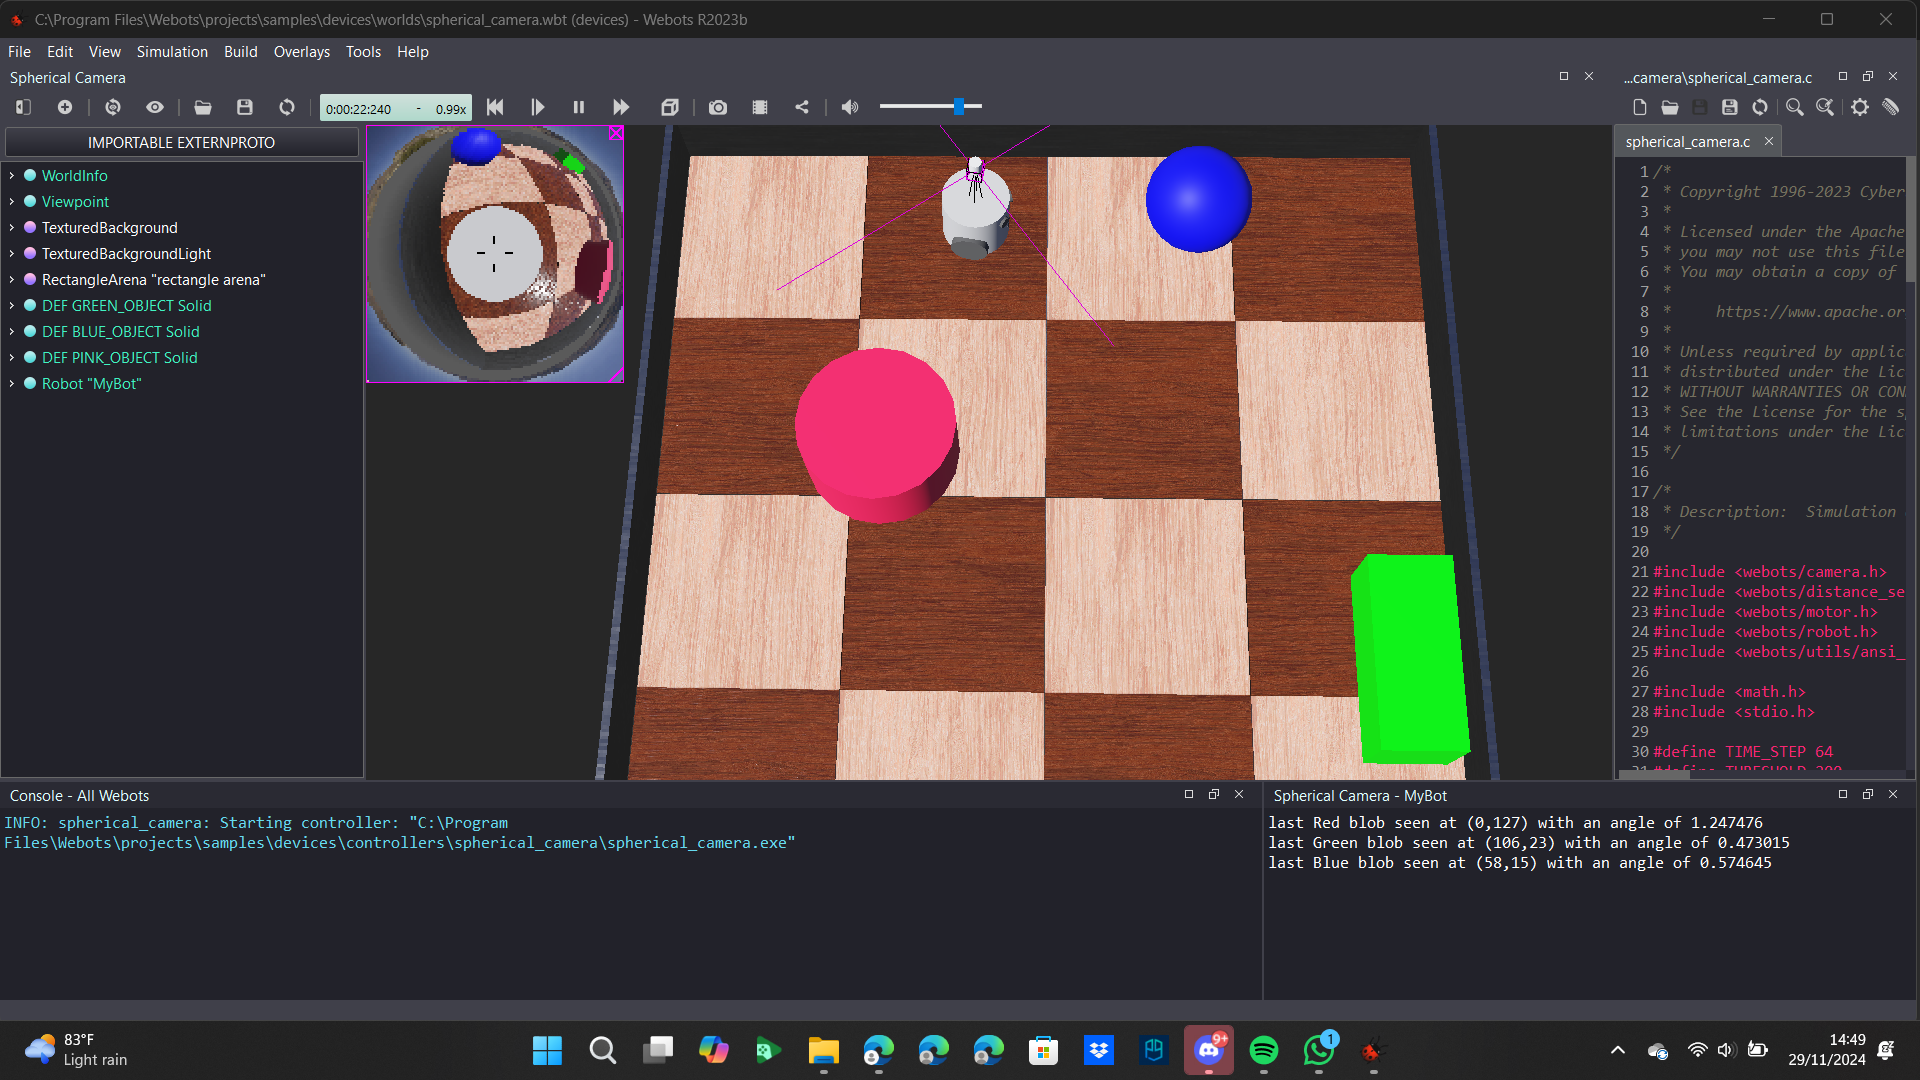 C:\Program Files\Webots\projects\samples\devices\worlds\spherical_camera.wbt (devices) - Webots R2023b
File Edit View Simulation Build Overlays Tools Help
Spherical Camera
...camera\spherical_camera.c
0:00:22:240 - 0.99x
IMPORTABLE EXTERNPROTO
WorldInfo
Viewpoint
TexturedBackground
TexturedBackgroundLight
RectangleArena "rectangle arena"
DEF GREEN_OBJECT Solid
DEF BLUE_OBJECT Solid
DEF PINK_OBJECT Solid
Robot "MyBot"
spherical_camera.c
1 /*
2 * Copyright 1996-2023 Cyber
3 *
4 * Licensed under the Apache
5 * you may not use this file
6 * You may obtain a copy of
7 *
8 * https://www.apache.or
9 *
10 * Unless required by applic
11 * distributed under the Lic
12 * WITHOUT WARRANTIES OR CON
13 * See the License for the s
14 * limitations under the Lic
15 */
16
17 /*
18 * Description: Simulation
19 */
20
21 #include <webots/camera.h>
22 #include <webots/distance_se
23 #include <webots/motor.h>
24 #include <webots/robot.h>
25 #include <webots/utils/ansi_
26
27 #include <math.h>
28 #include <stdio.h>
29
30 #define TIME_STEP 64
Console - All Webots
INFO: spherical_camera: Starting controller: "C:\Program
Files\Webots\projects\samples\devices\controllers\spherical_camera\spherical_camera.exe"
Spherical Camera - MyBot
last Red blob seen at (0,127) with an angle of 1.247476
last Green blob seen at (106,23) with an angle of 0.473015
last Blue blob seen at (58,15) with an angle of 0.574645
83°F
Light rain
9+
1
14:49
29/11/2024